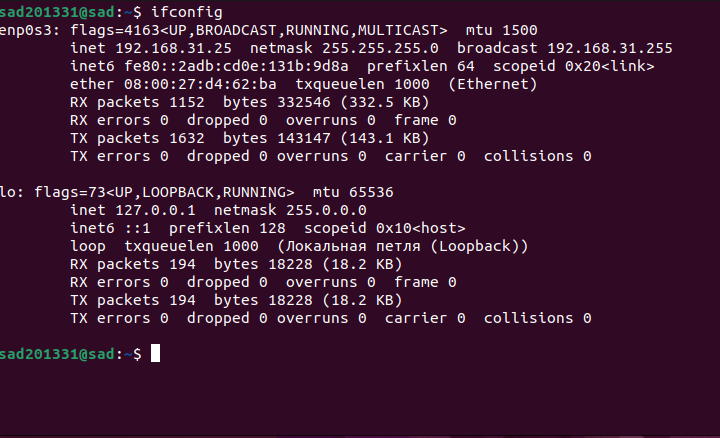 sad201331@sad:~$ ifconfig
enp0s3: flags=4163<UP,BROADCAST,RUNNING,MULTICAST>  mtu 1500
        inet 192.168.31.25  netmask 255.255.255.0  broadcast 192.168.31.255
        inet6 fe80::2adb:cd0e:131b:9d8a  prefixlen 64  scopeid 0x20<link>
        ether 08:00:27:d4:62:ba  txqueuelen 1000  (Ethernet)
        RX packets 1152  bytes 332546 (332.5 KB)
        RX errors 0  dropped 0  overruns 0  frame 0
        TX packets 1632  bytes 143147 (143.1 KB)
        TX errors 0  dropped 0 overruns 0  carrier 0  collisions 0
lo: flags=73<UP,LOOPBACK,RUNNING>  mtu 65536
        inet 127.0.0.1  netmask 255.0.0.0
        inet6 ::1  prefixlen 128  scopeid 0x10<host>
        loop  txqueuelen 1000  (Локальная петля (Loopback))
        RX packets 194  bytes 18228 (18.2 KB)
        RX errors 0  dropped 0  overruns 0  frame 0
        TX packets 194  bytes 18228 (18.2 KB)
        TX errors 0  dropped 0 overruns 0  carrier 0  collisions 0
sad201331@sad:~$